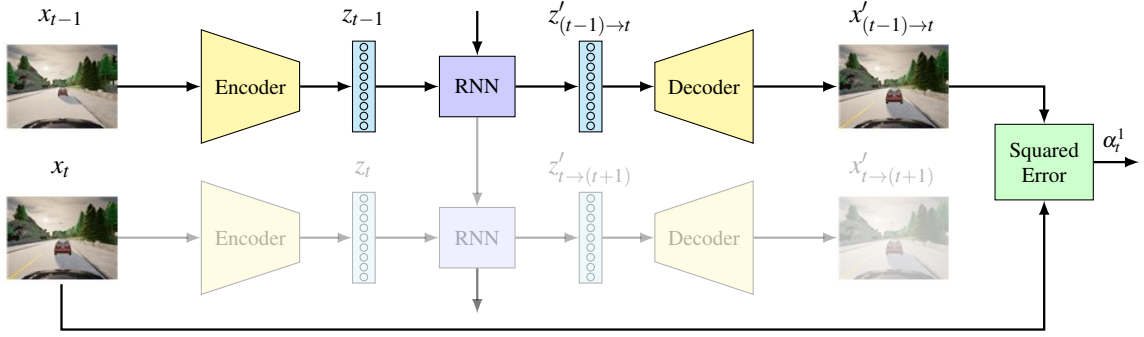 x_{t−1} z_{t−1} z′_{(t−1)→t} x′_{(t−1)→t}
Encoder RNN Decoder
Squared
Error
α_t^1
x_t z_t z′_{t→(t+1)} x′_{t→(t+1)}
Encoder RNN Decoder